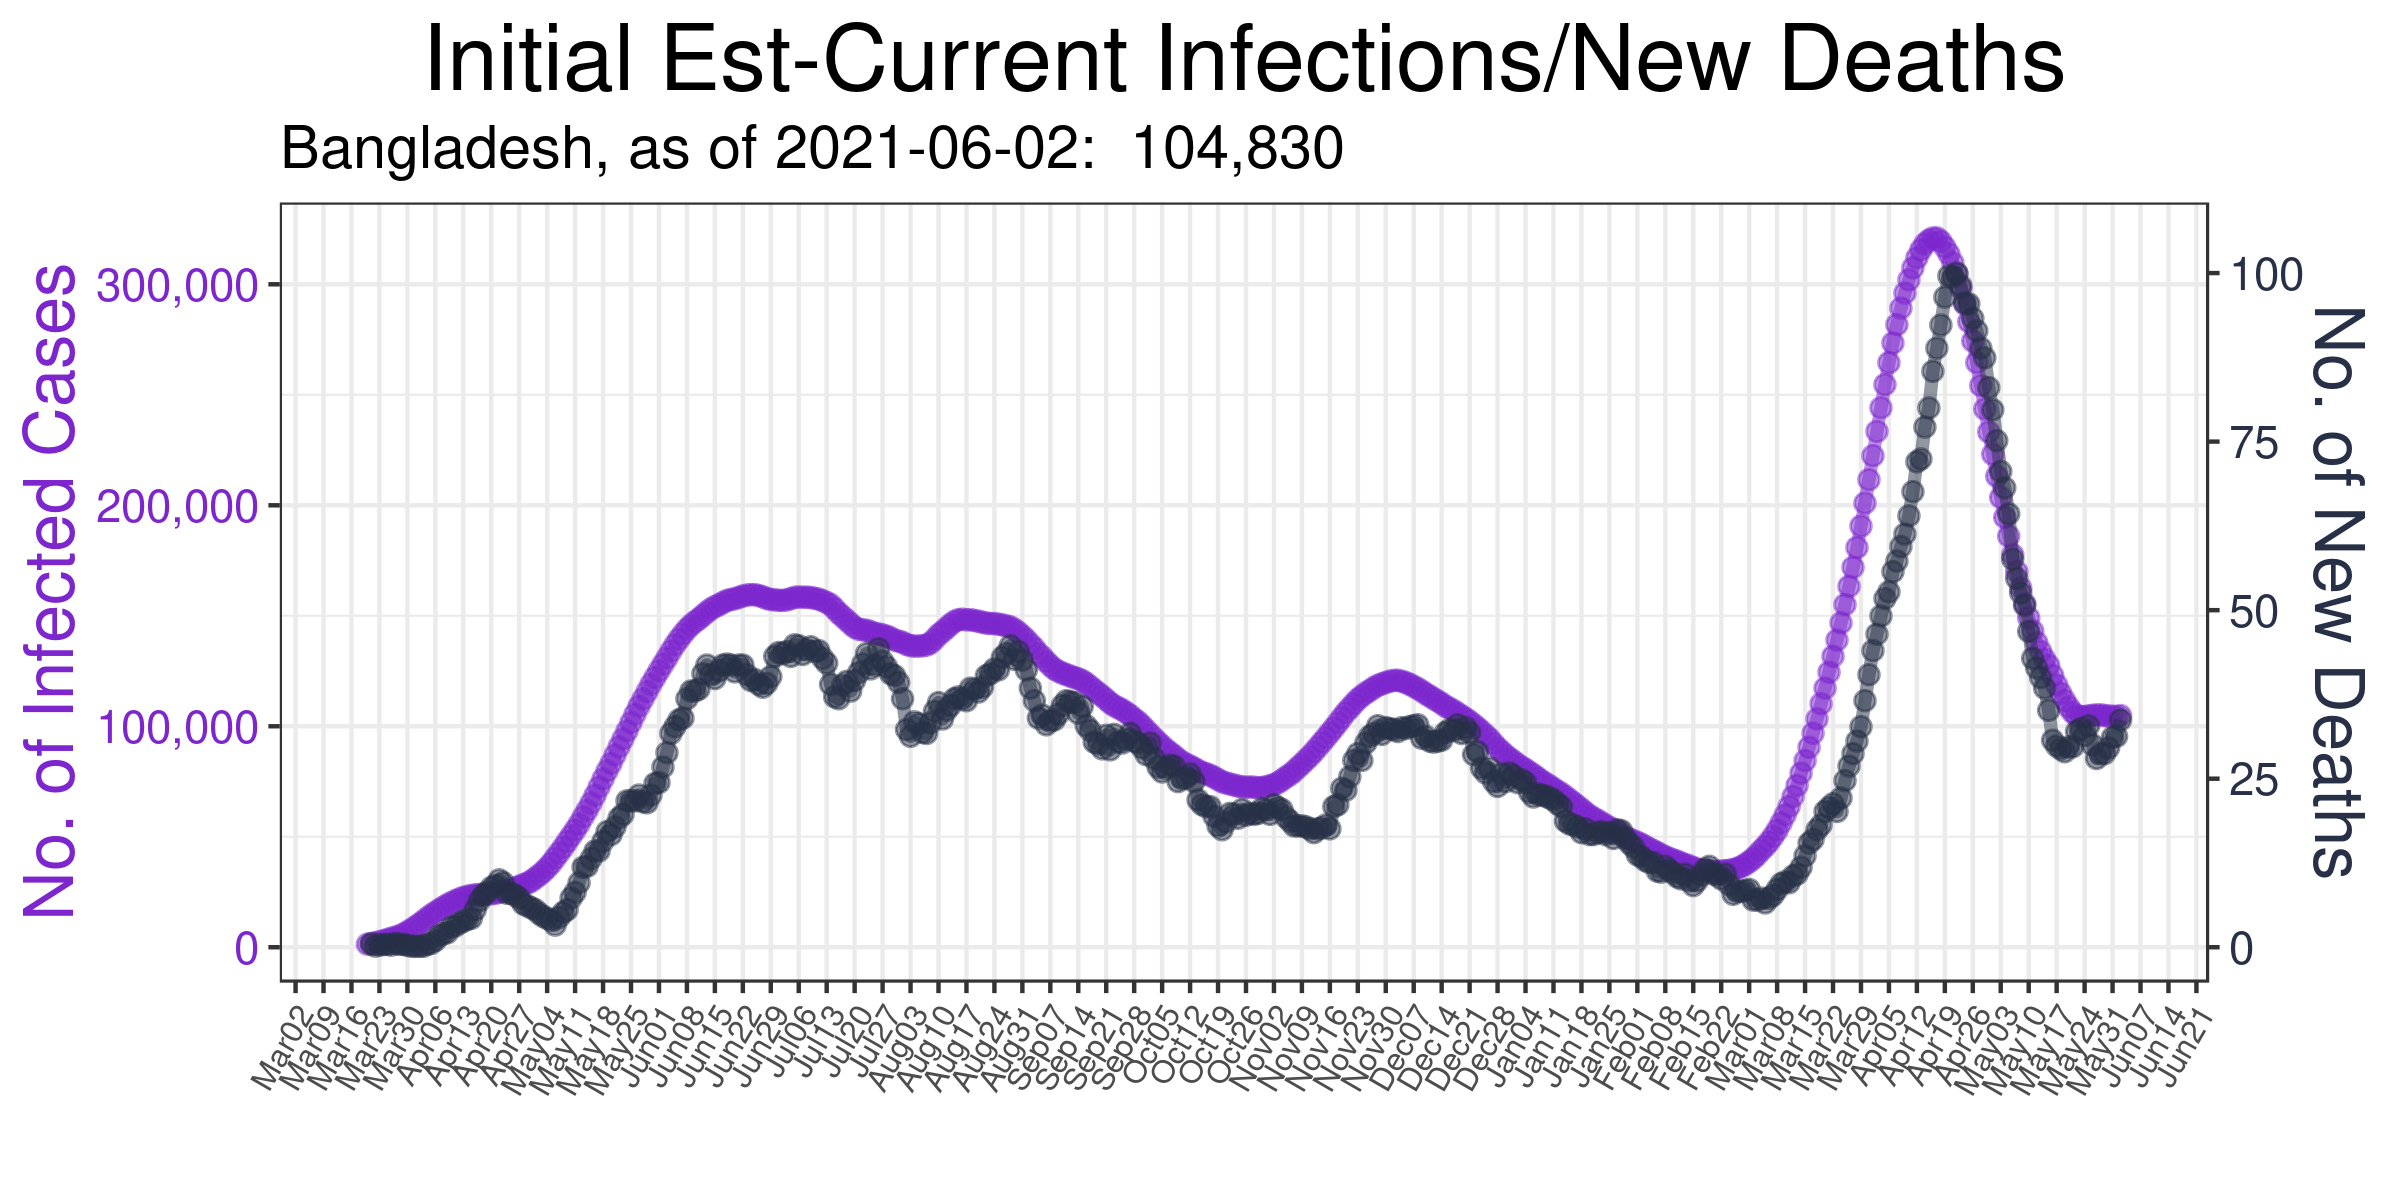 Initial Est-Current Infections/New Deaths
Bangladesh, as of 2021-06-02:  104,830
No. of Infected Cases
300,000
200,000
100,000
0
100
75
50
25
0
No. of New Deaths
Mar02
Mar09
Mar16
Mar23
Mar30
Apr06
Apr13
Apr20
Apr27
May04
May11
May18
May25
Jun01
Jun08
Jun15
Jun22
Jun29
Jul06
Jul13
Jul20
Jul27
Aug03
Aug10
Aug17
Aug24
Aug31
Sep07
Sep14
Sep21
Sep28
Oct05
Oct12
Oct19
Oct26
Nov02
Nov09
Nov16
Nov23
Nov30
Dec07
Dec14
Dec21
Dec28
Jan04
Jan11
Jan18
Jan25
Feb01
Feb08
Feb15
Feb22
Mar01
Mar08
Mar15
Mar22
Mar29
Apr05
Apr12
Apr19
Apr26
May03
May10
May17
May24
May31
Jun07
Jun14
Jun21